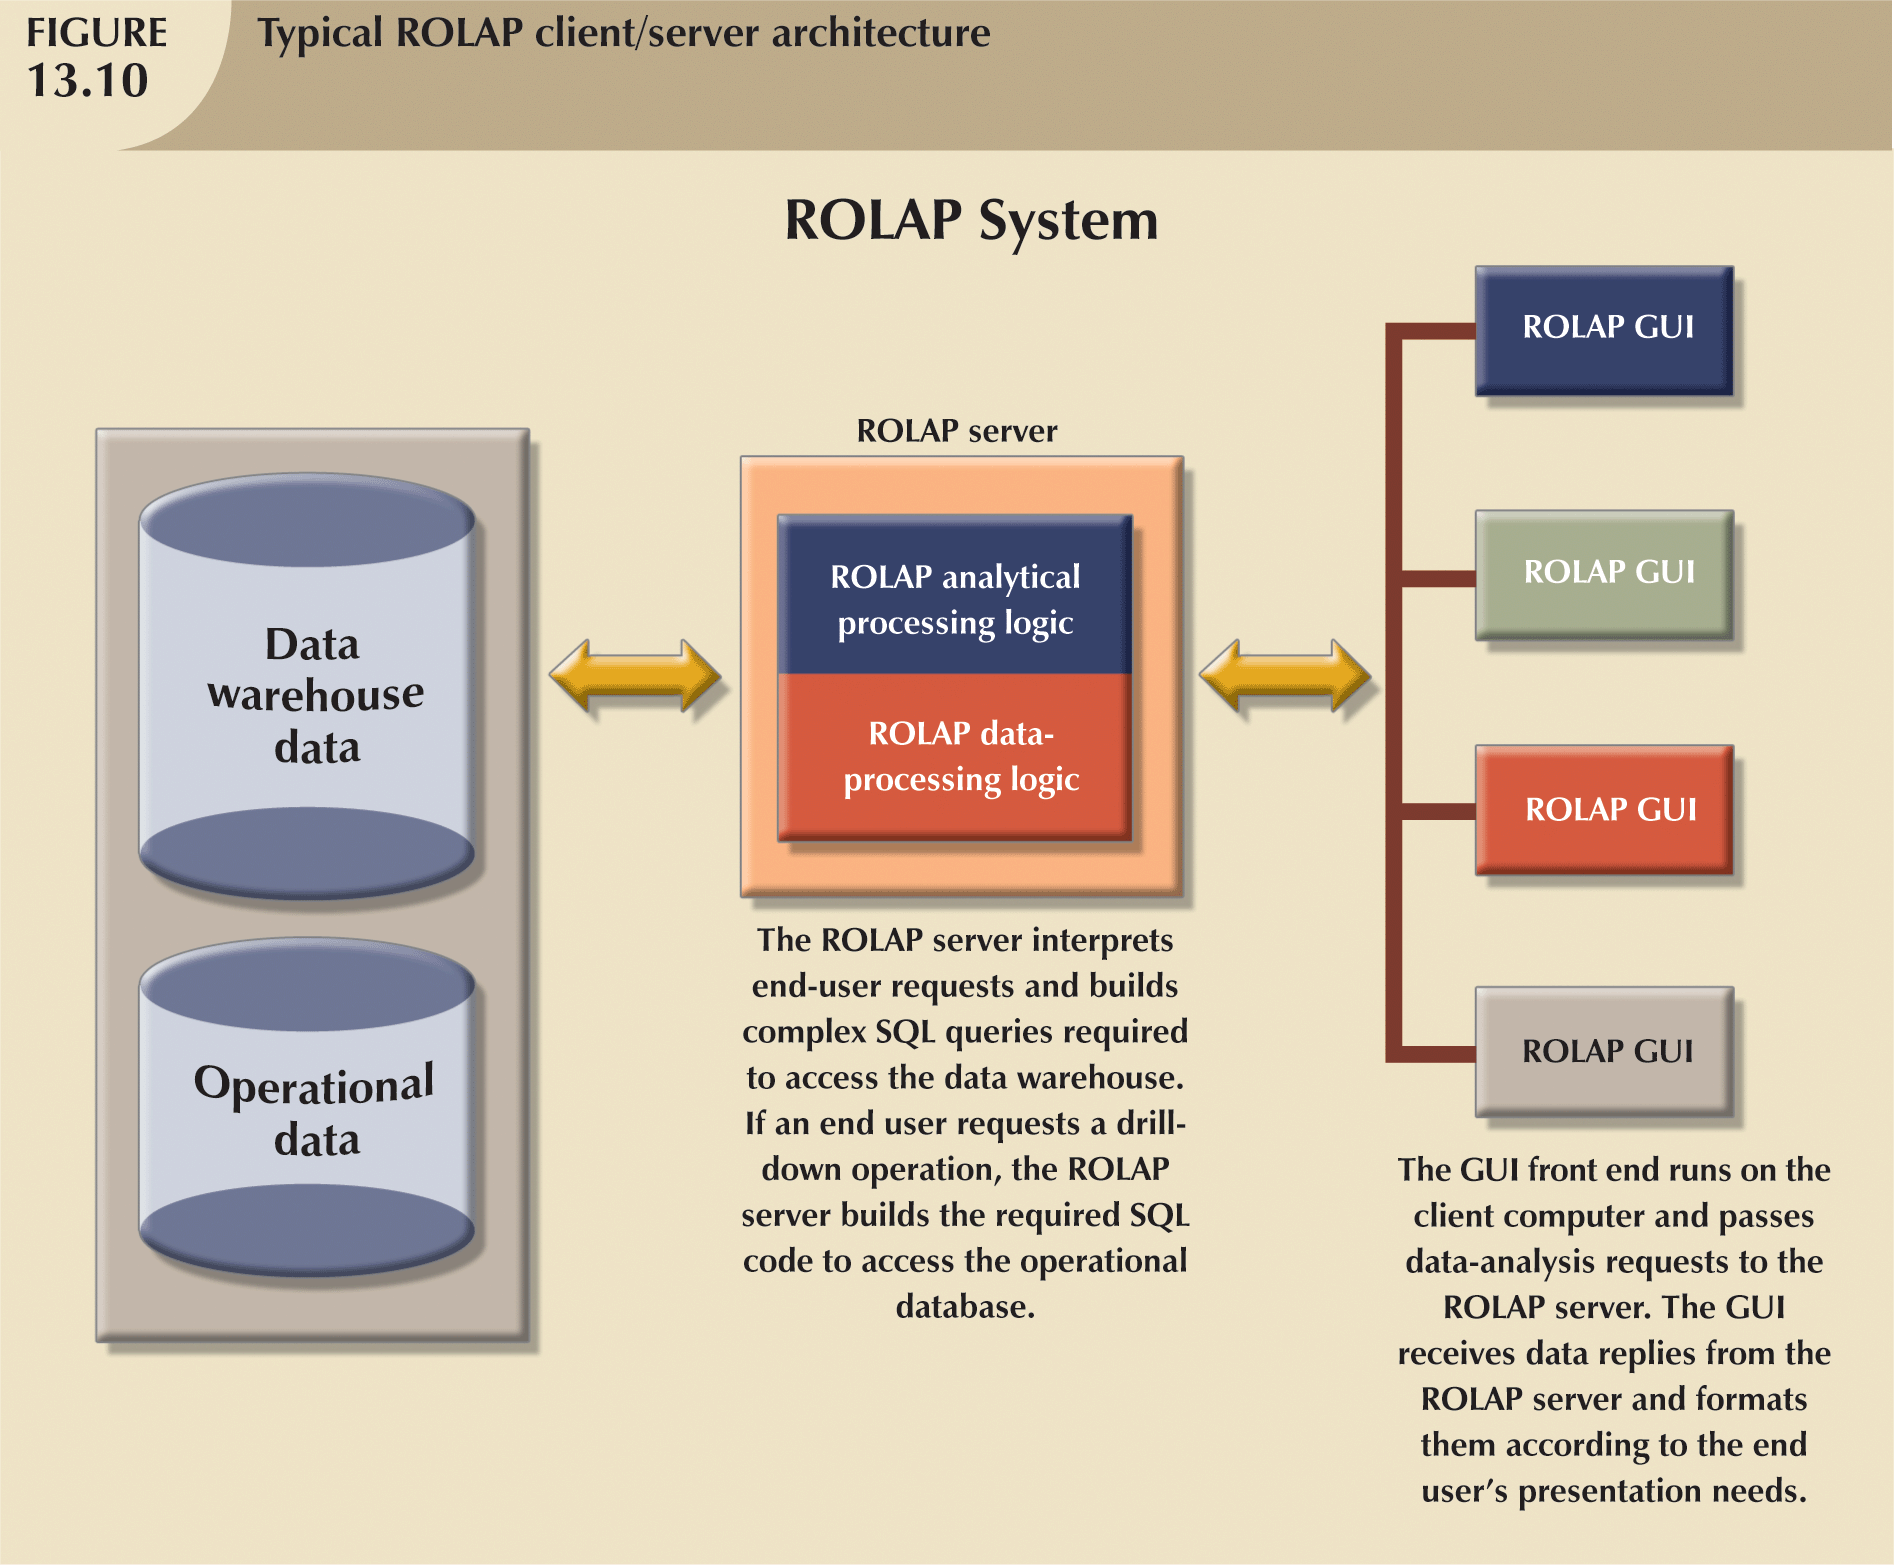 FIGURE
13.10
Typical ROLAP client/server architecture
ROLAP System
Data
warehouse
data
Operational
data
ROLAP server
ROLAP analytical
processing logic
ROLAP data-
processing logic
The ROLAP server interprets
end-user requests and builds
complex SQL queries required
to access the data warehouse.
If an end user requests a drill-
down operation, the ROLAP
server builds the required SQL
code to access the operational
database.
ROLAP GUI
ROLAP GUI
ROLAP GUI
ROLAP GUI
The GUI front end runs on the
client computer and passes
data-analysis requests to the
ROLAP server. The GUI
receives data replies from the
ROLAP server and formats
them according to the end
user’s presentation needs.